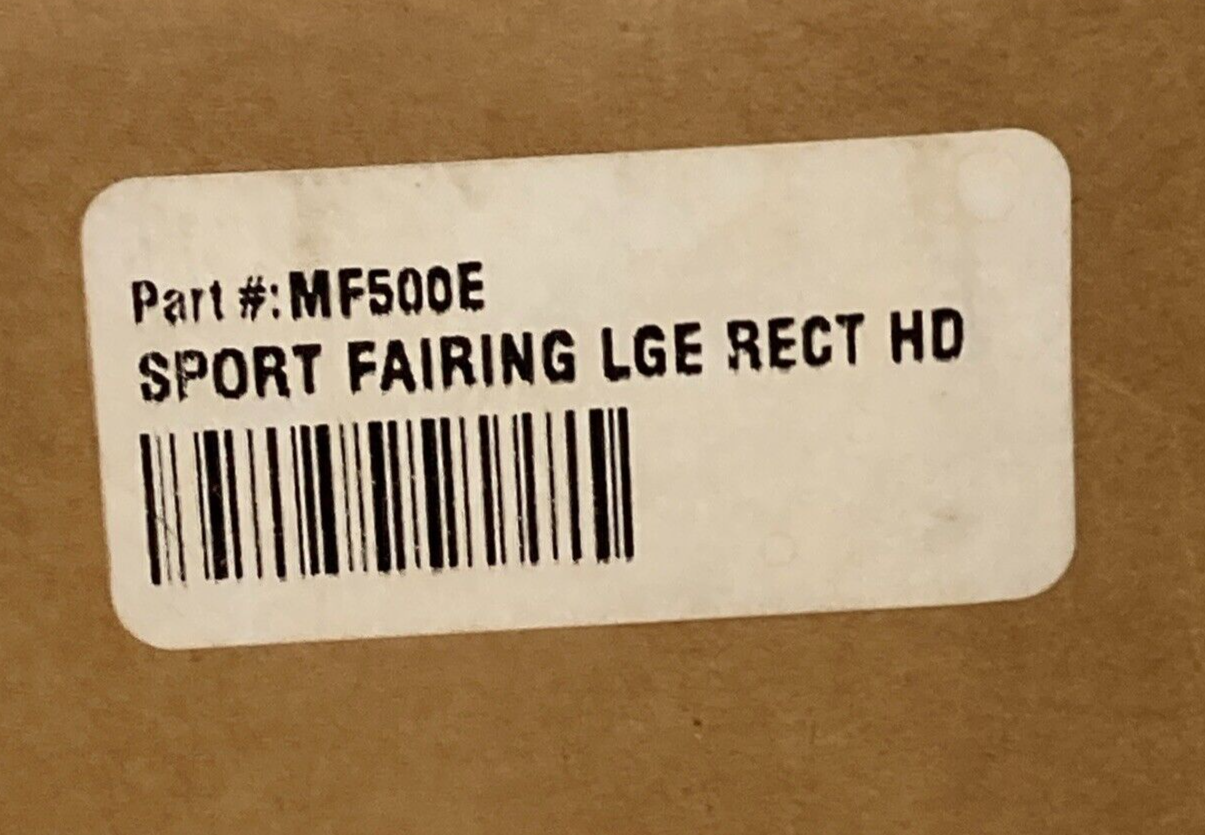 Part #:MF500E
SPORT FAIRING LGE RECT HD